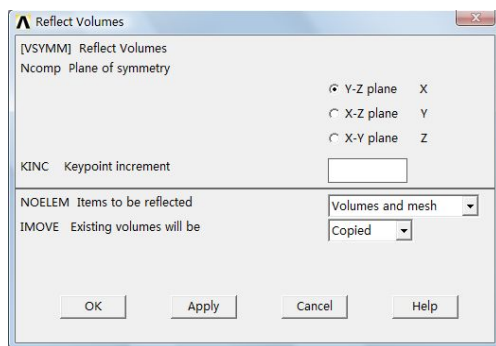 Reflect Volumes
[VSYMM] Reflect Volumes
Ncomp Plane of symmetry
Y-Z plane X
X-Z plane Y
X-Y plane Z
KINC Keypoint increment
NOELEM Items to be reflected Volumes and mesh
IMOVE Existing volumes will be Copied
OK Apply Cancel Help